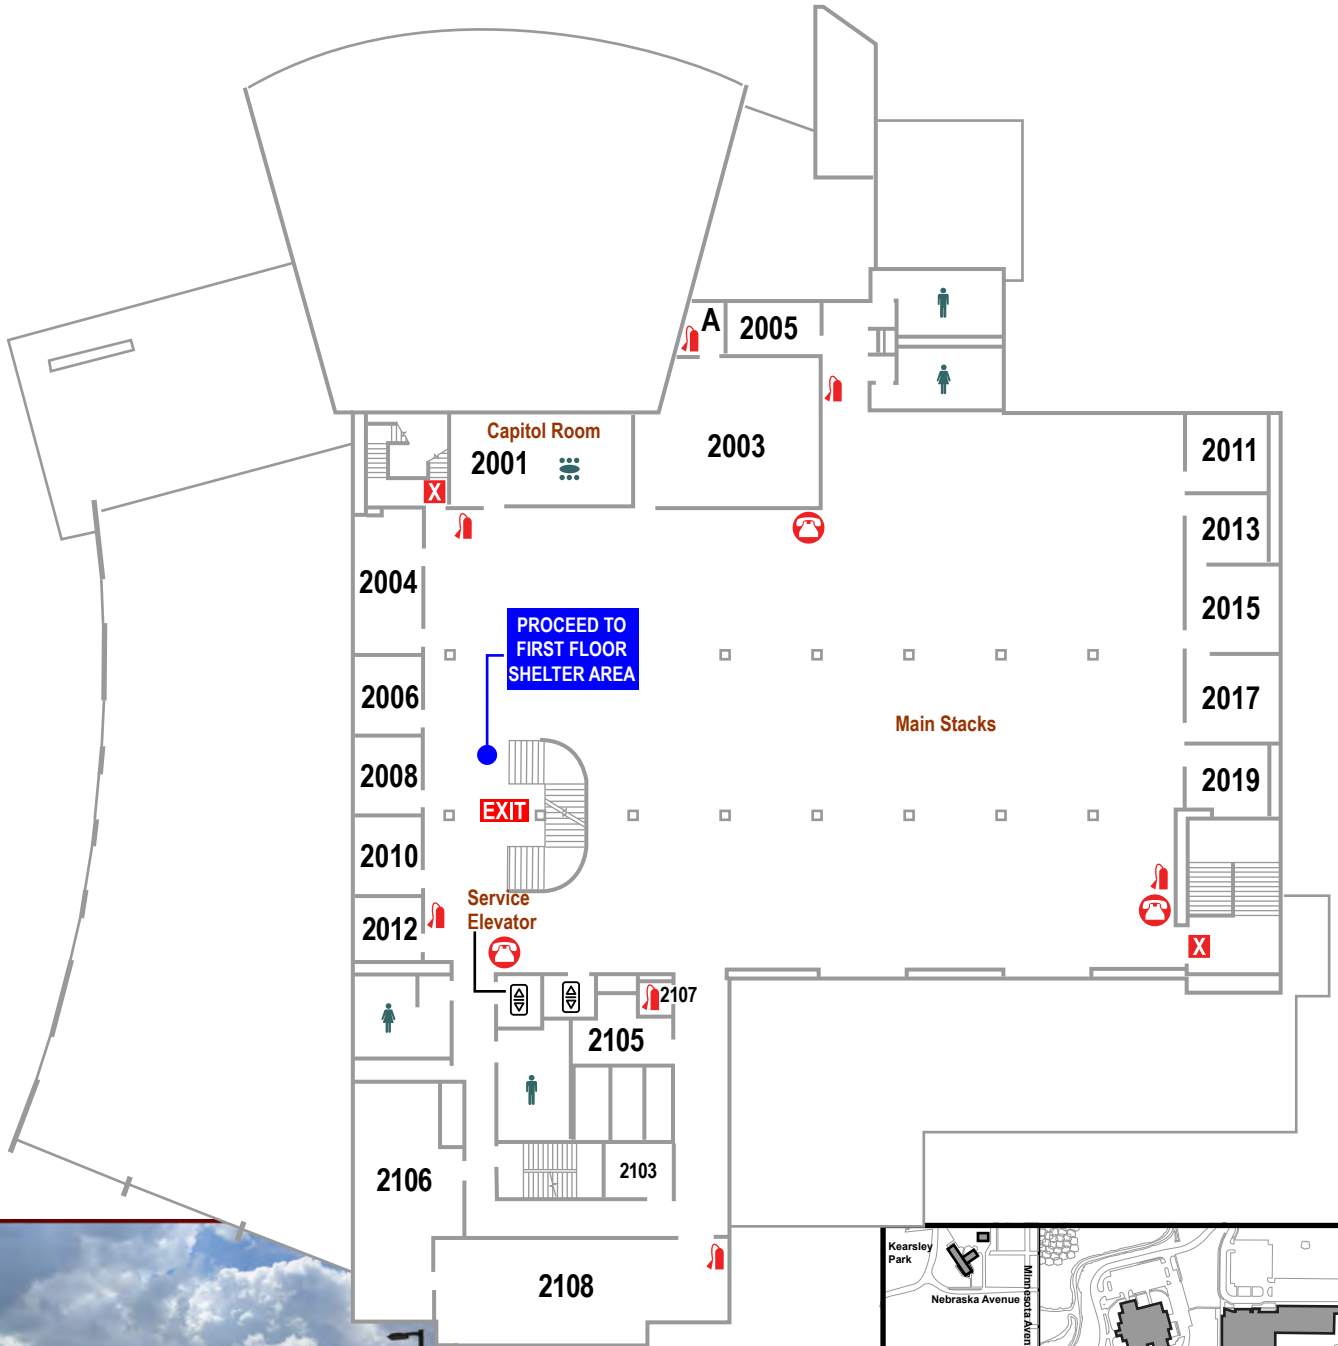 A
2005
Capitol Room
2001
2003
2011
X
2013
2004
2015
PROCEED TO
FIRST FLOOR
SHELTER AREA
2006
2017
Main Stacks
2008
2019
EXIT
2010
Service
Elevator
2012
X
2107
2105
2103
2106
2108
Kearsley
Park
Nebraska Avenue
Minnesota Aven